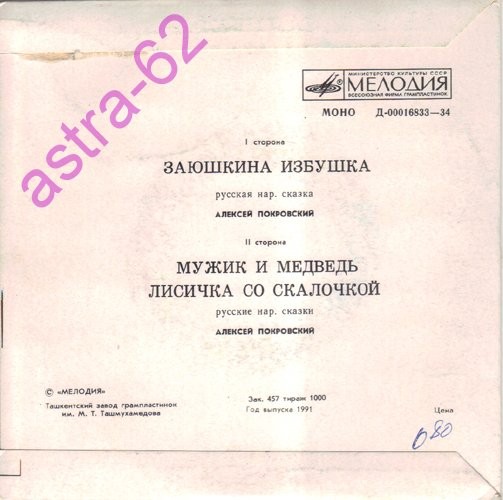 astra-62
МИНИСТЕРСТВО КУЛЬТУРЫ СССР
МЕЛОДИЯ
ВСЕСОЮЗНАЯ ФИРМА ГРАМПЛАСТИНОК
МОНО Д-00016833—34
I сторона
ЗАЮШКИНА ИЗБУШКА
русская нар. сказка
АЛЕКСЕЙ ПОКРОВСКИЙ
II сторона
МУЖИК И МЕДВЕДЬ
ЛИСИЧКА СО СКАЛОЧКОЙ
русские нар. сказки
АЛЕКСЕЙ ПОКРОВСКИЙ
© «МЕЛОДИЯ»
Ташкентский завод грампластинок
им. М. Т. Ташмухамедова
Зак. 457 тираж 1000
Год выпуска 1991
Цена
0 80